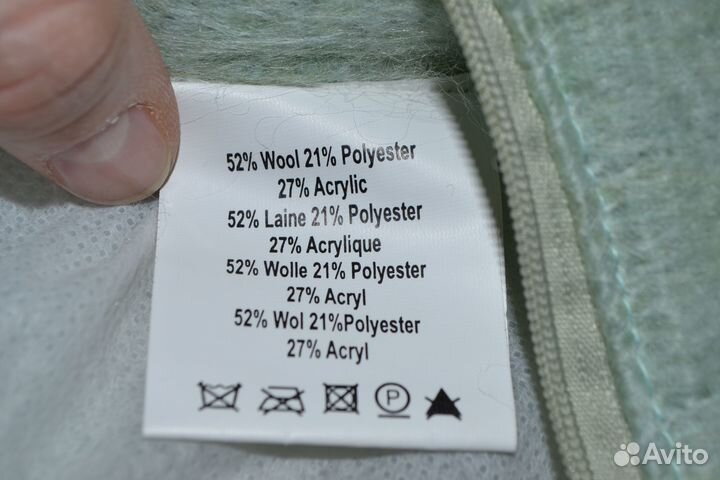 52% Wool 21% Polyester
27% Acrylic
52% Laine 21% Polyester
27% Acrylique
52% Wolle 21% Polyester
27% Acryl
52% Wol 21%Polyester
27% Acryl
P
Avito